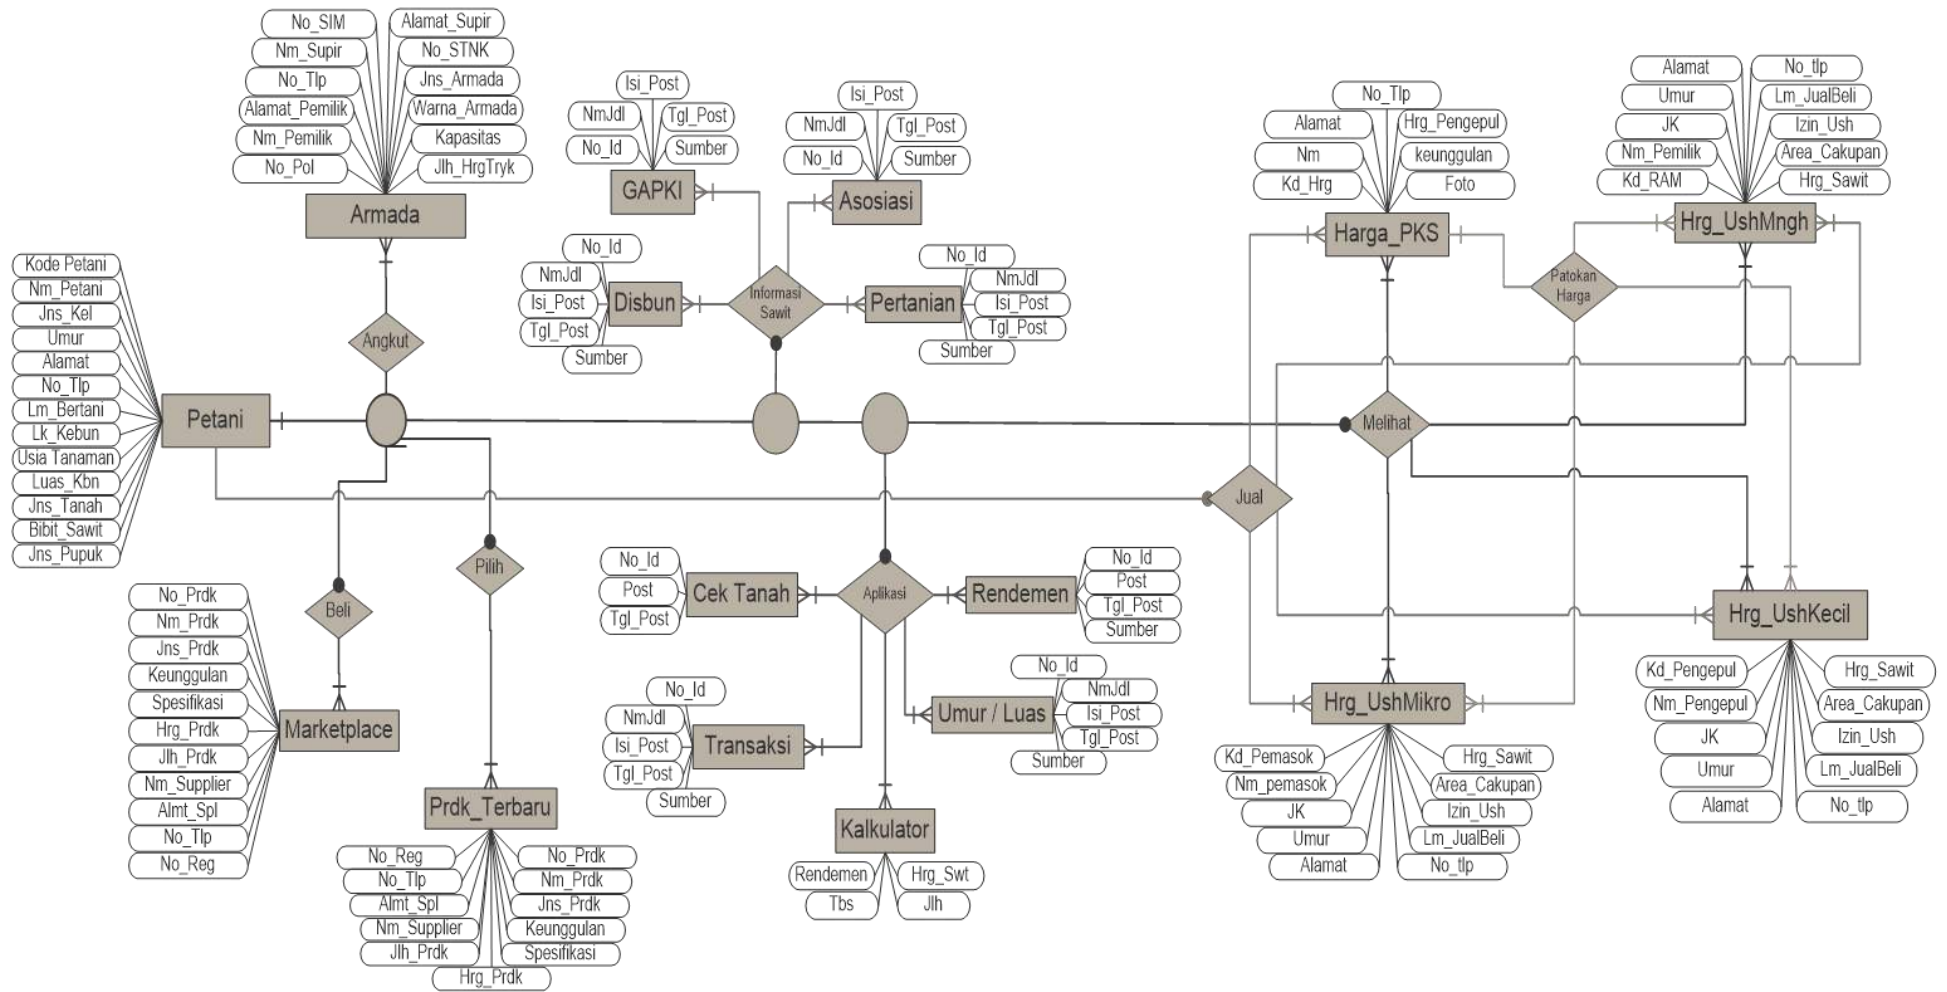 No_SIM
Nm_Supir
No_Tlp
Alamat_Pemilik
Nm_Pemilik
No_Pol
Alamat_Supir
No_STNK
Jns_Armada
Warna_Armada
Kapasitas
Jlh_HrgTryk
Armada
Angkut
Isi_Post
NmJdl
No_Id
Tgl_Post
Sumber
GAPKI
Isi_Post
NmJdl
No_Id
Tgl_Post
Sumber
Asosiasi
No_Id
NmJdl
Isi_Post
Tgl_Post
Sumber
Disbun
Informasi
Sawit
Pertanian
No_Id
NmJdl
Isi_Post
Tgl_Post
Sumber
No_Tlp
Alamat
Nm
Kd_Hrg
Hrg_Pengepul
keunggulan
Foto
Harga_PKS
Alamat
Umur
JK
Nm_Pemilik
Kd_RAM
No_tlp
Lm_JualBeli
Izin_Ush
Area_Cakupan
Hrg_Sawit
Hrg_UshMngh
Patokan
Harga
Kode Petani
Nm_Petani
Jns_Kel
Umur
Alamat
No_Tlp
Lm_Bertani
Lk_Kebun
Usia Tanaman
Luas_Kbn
Jns_Tanah
Bibit_Sawit
Jns_Pupuk
Petani
Melihat
Jual
Pilih
Beli
No_Prdk
Nm_Prdk
Jns_Prdk
Keunggulan
Spesifikasi
Hrg_Prdk
Jlh_Prdk
Nm_Supplier
Almt_Spl
No_Tlp
No_Reg
Marketplace
Prdk_Terbaru
No_Reg
No_Tlp
Almt_Spl
Nm_Supplier
Jlh_Prdk
Hrg_Prdk
No_Prdk
Nm_Prdk
Jns_Prdk
Keunggulan
Spesifikasi
No_Id
Post
Tgl_Post
Cek Tanah
Aplikasi
Rendemen
No_Id
Post
Tgl_Post
Sumber
No_Id
NmJdl
Isi_Post
Tgl_Post
Sumber
Transaksi
Umur / Luas
No_Id
NmJdl
Isi_Post
Tgl_Post
Sumber
Kalkulator
Rendemen
Tbs
Hrg_Swt
Jlh
Hrg_UshMikro
Kd_Pemasok
Nm_pemasok
JK
Umur
Alamat
Hrg_Sawit
Area_Cakupan
Izin_Ush
Lm_JualBeli
No_tlp
Hrg_UshKecil
Kd_Pengepul
Nm_Pengepul
JK
Umur
Alamat
Hrg_Sawit
Area_Cakupan
Izin_Ush
Lm_JualBeli
No_tlp